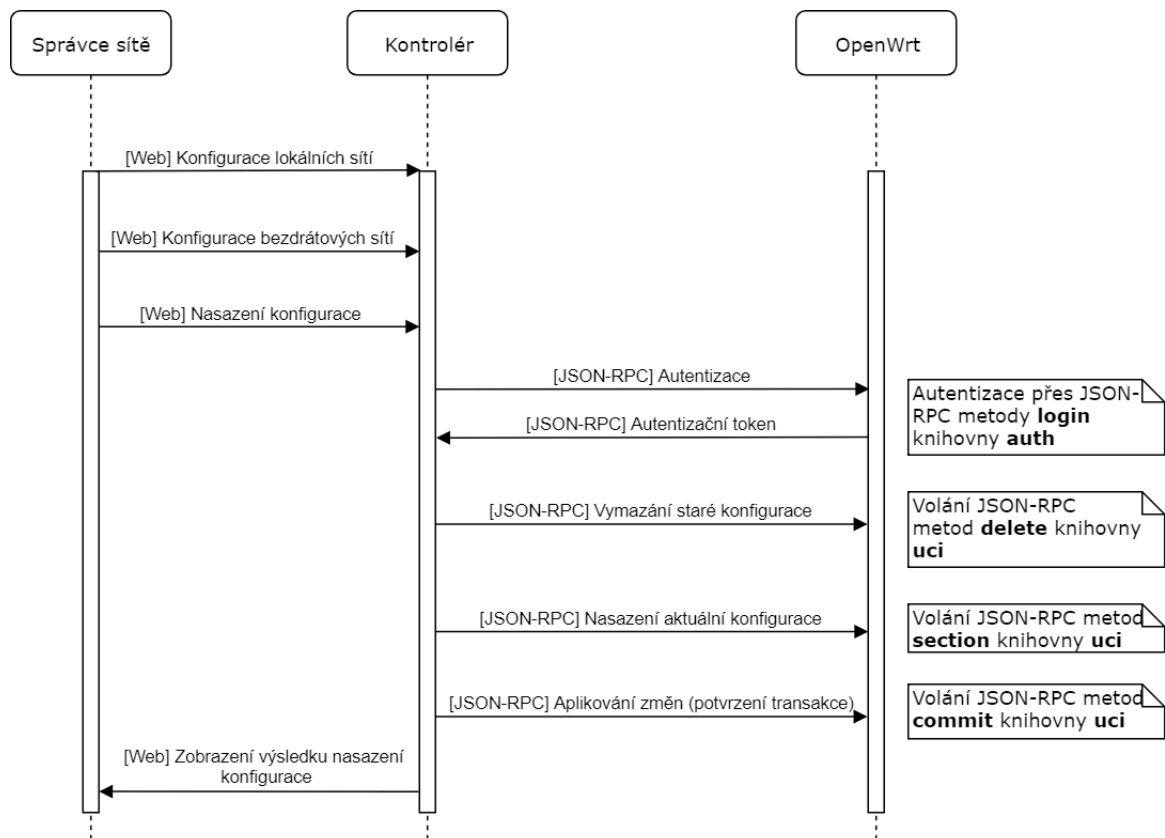 Správce sítě
Kontrolér
OpenWrt
[Web] Konfigurace lokálních sítí
[Web] Konfigurace bezdrátových sítí
[Web] Nasazení konfigurace
[JSON-RPC] Autentizace
Autentizace přes JSON-
RPC metody login
knihovny auth
[JSON-RPC] Autentizační token
[JSON-RPC] Vymazání staré konfigurace
Volání JSON-RPC
metod delete knihovny
uci
[JSON-RPC] Nasazení aktuální konfigurace
Volání JSON-RPC metod
section knihovny uci
[JSON-RPC] Aplikování změn (potvrzení transakce)
Volání JSON-RPC metod
commit knihovny uci
[Web] Zobrazení výsledku nasazení
konfigurace